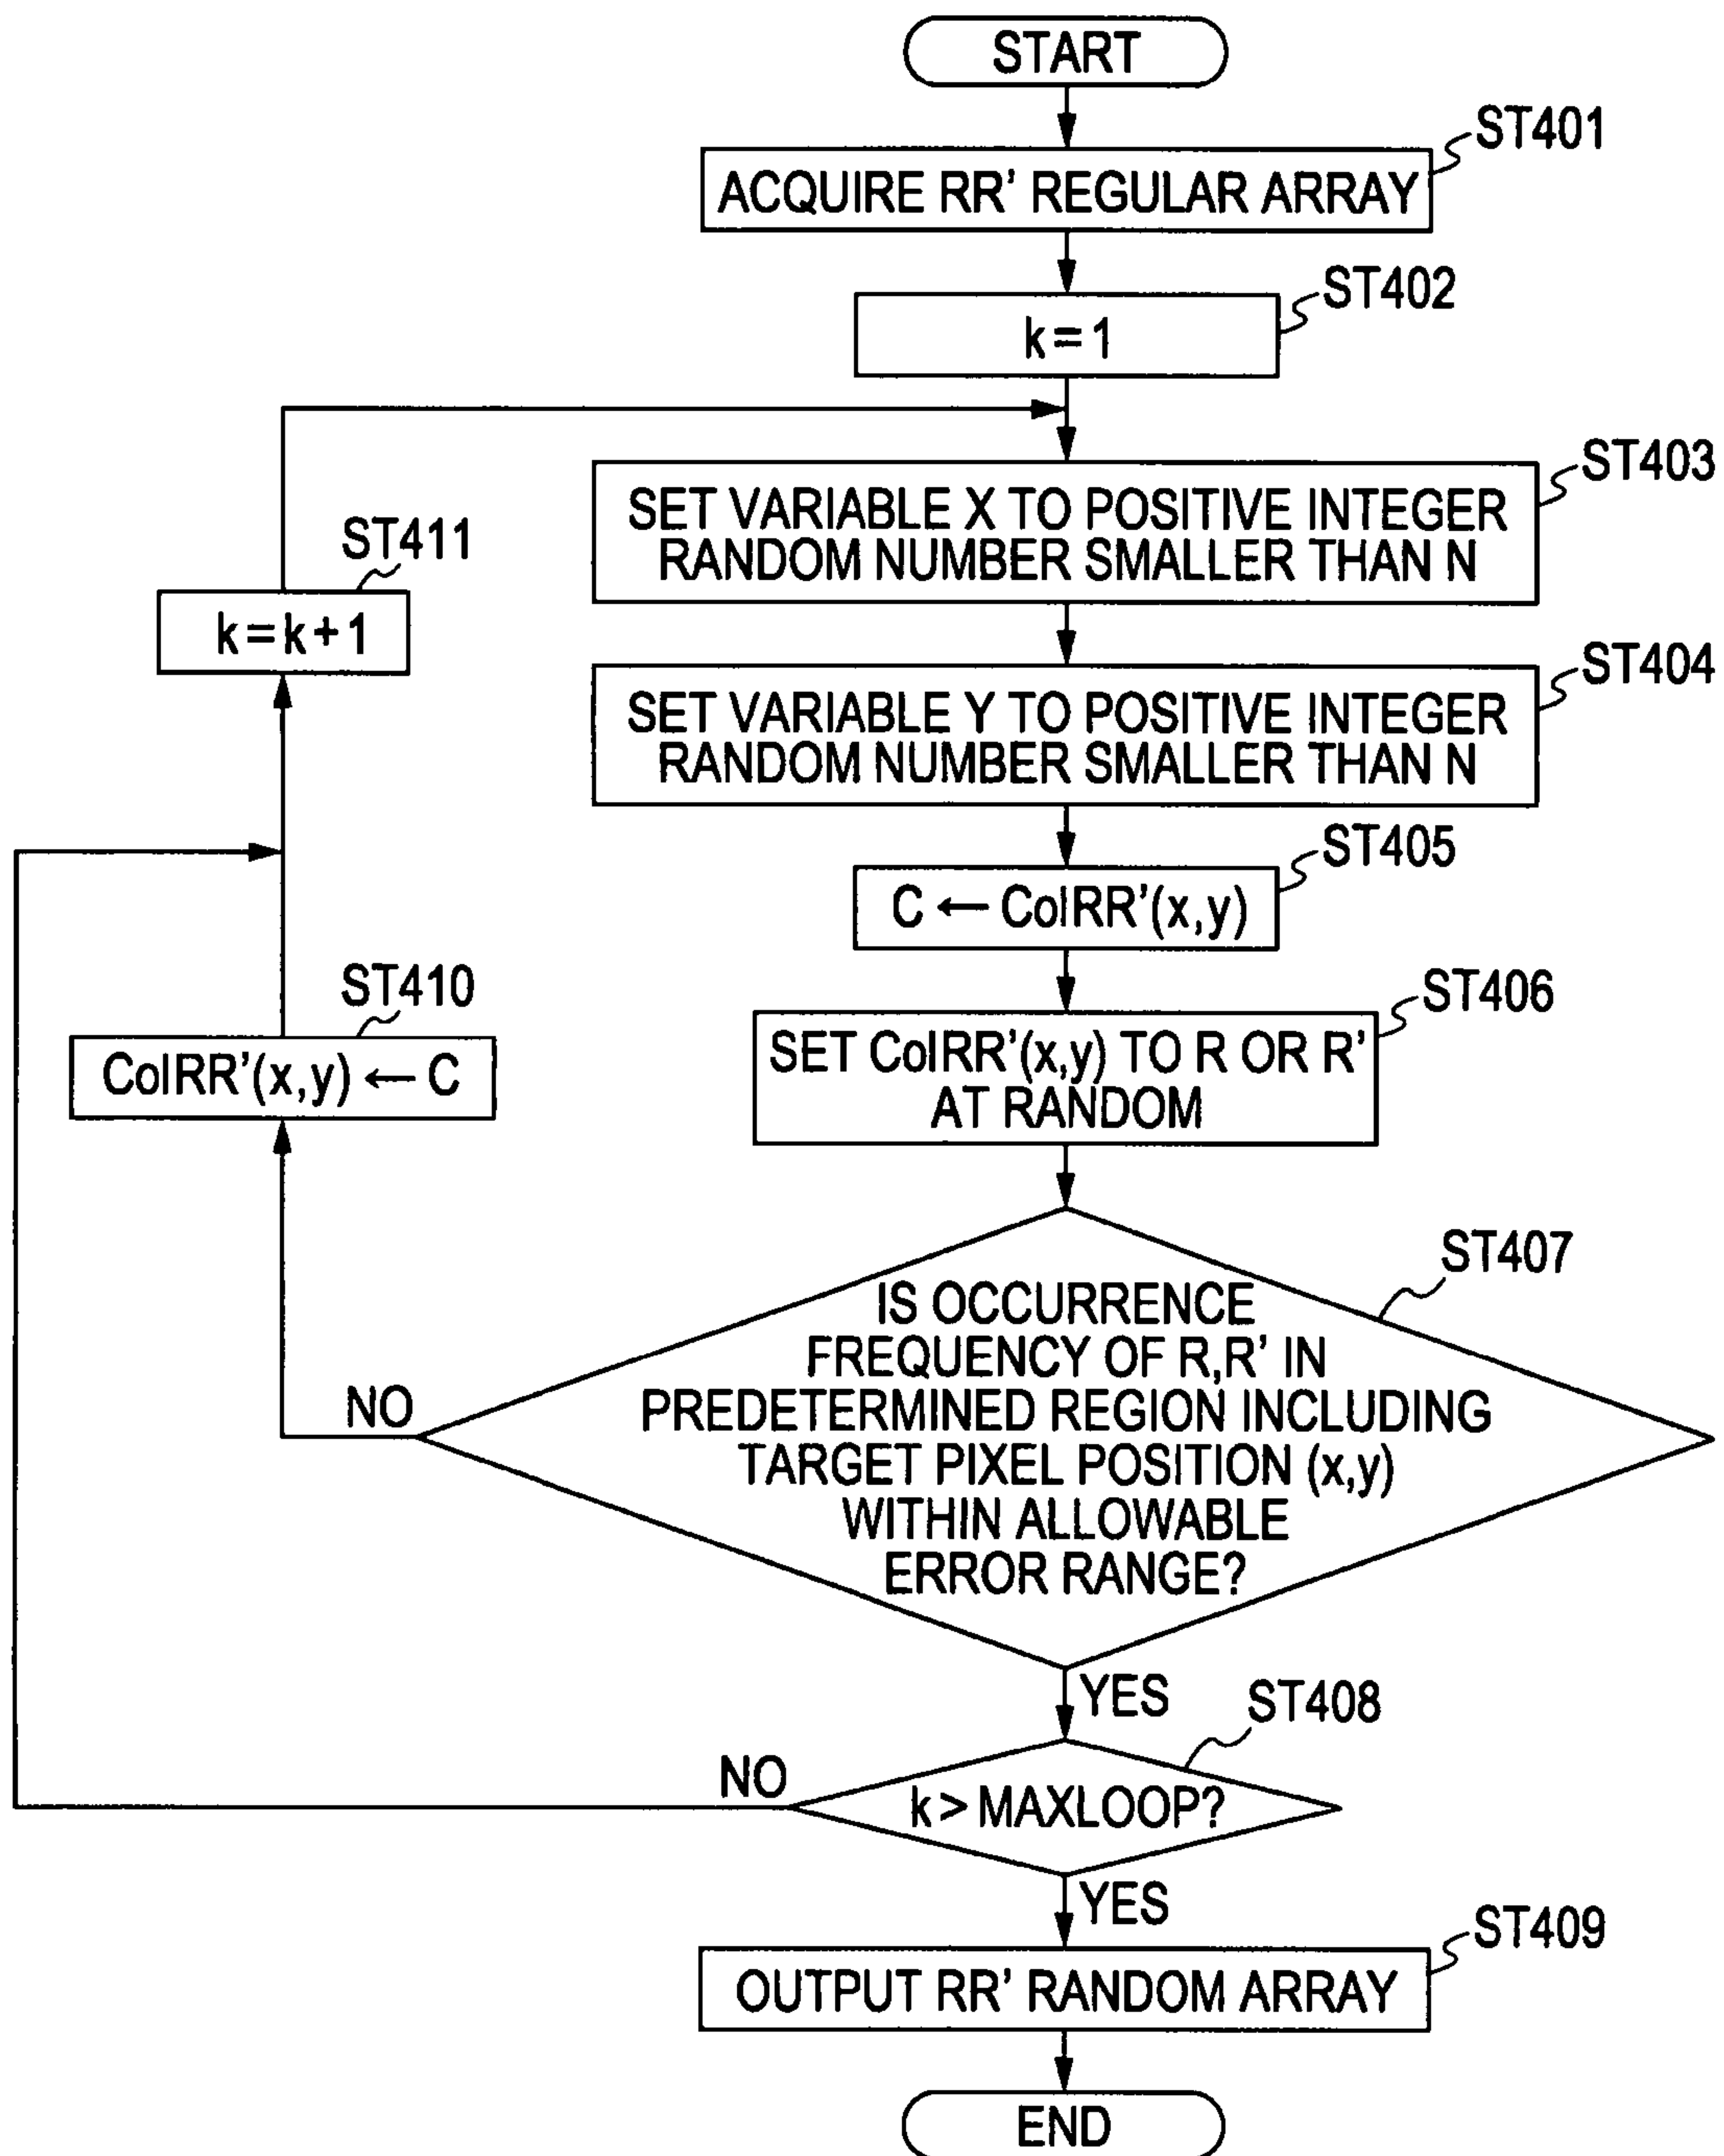 START
ST401
ACQUIRE RR' REGULAR ARRAY
ST402
k=1
ST403
SET VARIABLE X TO POSITIVE INTEGER
RANDOM NUMBER SMALLER THAN N
ST411
k=k+1
ST404
SET VARIABLE Y TO POSITIVE INTEGER
RANDOM NUMBER SMALLER THAN N
ST405
C ← ColRR'(x,y)
ST410
ColRR'(x,y) ← C
ST406
SET ColRR'(x,y) TO R OR R'
AT RANDOM
ST407
IS OCCURRENCE
FREQUENCY OF R,R' IN
PREDETERMINED REGION INCLUDING
TARGET PIXEL POSITION (x,y)
WITHIN ALLOWABLE
ERROR RANGE?
NO
YES
ST408
NO
k > MAXLOOP?
YES
ST409
OUTPUT RR' RANDOM ARRAY
END